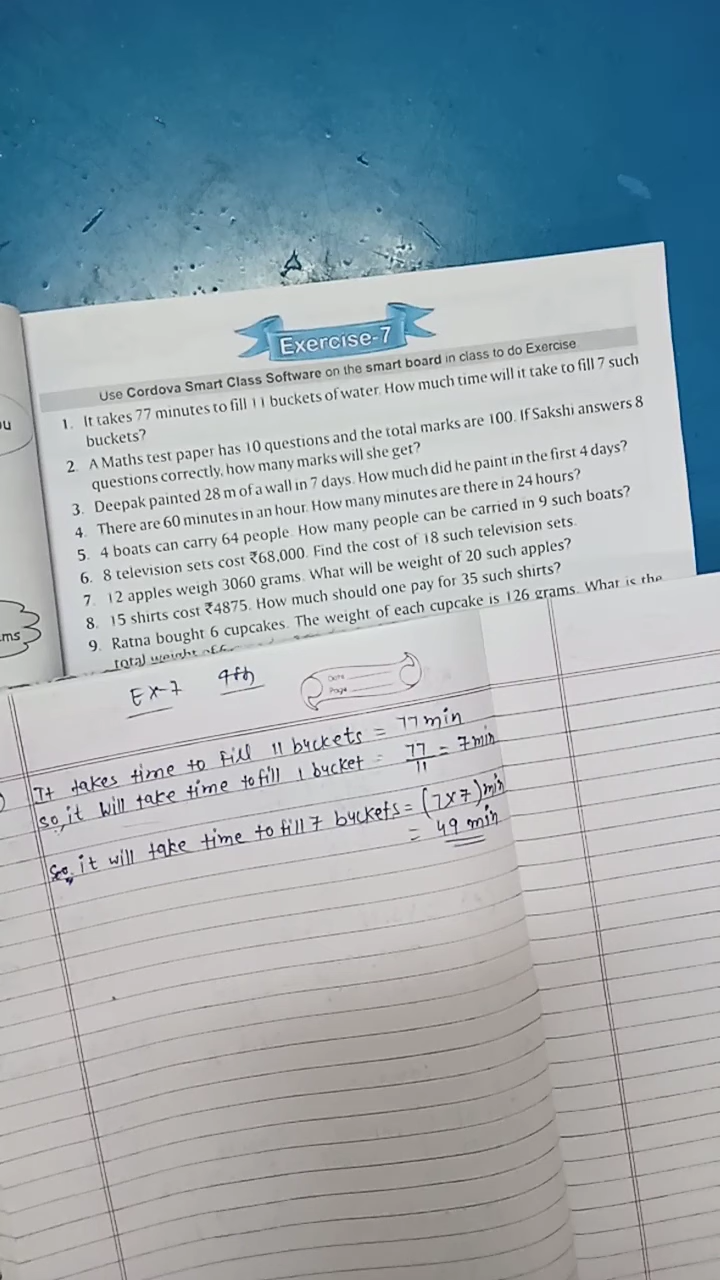 Exercise-7
Use Cordova Smart Class Software on the smart board in class to do Exercise
1. It takes 77 minutes to fill 11 buckets of water. How much time will it take to fill 7 such
buckets?
2. A Maths test paper has 10 questions and the total marks are 100. If Sakshi answers 8
questions correctly, how many marks will she get?
3. Deepak painted 28 m of a wall in 7 days. How much did he paint in the first 4 days?
4. There are 60 minutes in an hour. How many minutes are there in 24 hours?
5. 4 boats can carry 64 people. How many people can be carried in 9 such boats?
6. 8 television sets cost ₹68,000. Find the cost of 18 such television sets.
7. 12 apples weigh 3060 grams. What will be weight of 20 such apples?
8. 15 shirts cost ₹4875. How much should one pay for 35 such shirts?
9. Ratna bought 6 cupcakes. The weight of each cupcake is 126 grams. What is the
total weight of
ms
Ex-7 4th
Date
Page
It takes time to fill 11 buckets = 77 min
so, it will take time to fill 1 bucket = 77/11 = 7 min
so, it will take time to fill 7 buckets = (7×7) min
= 49 min